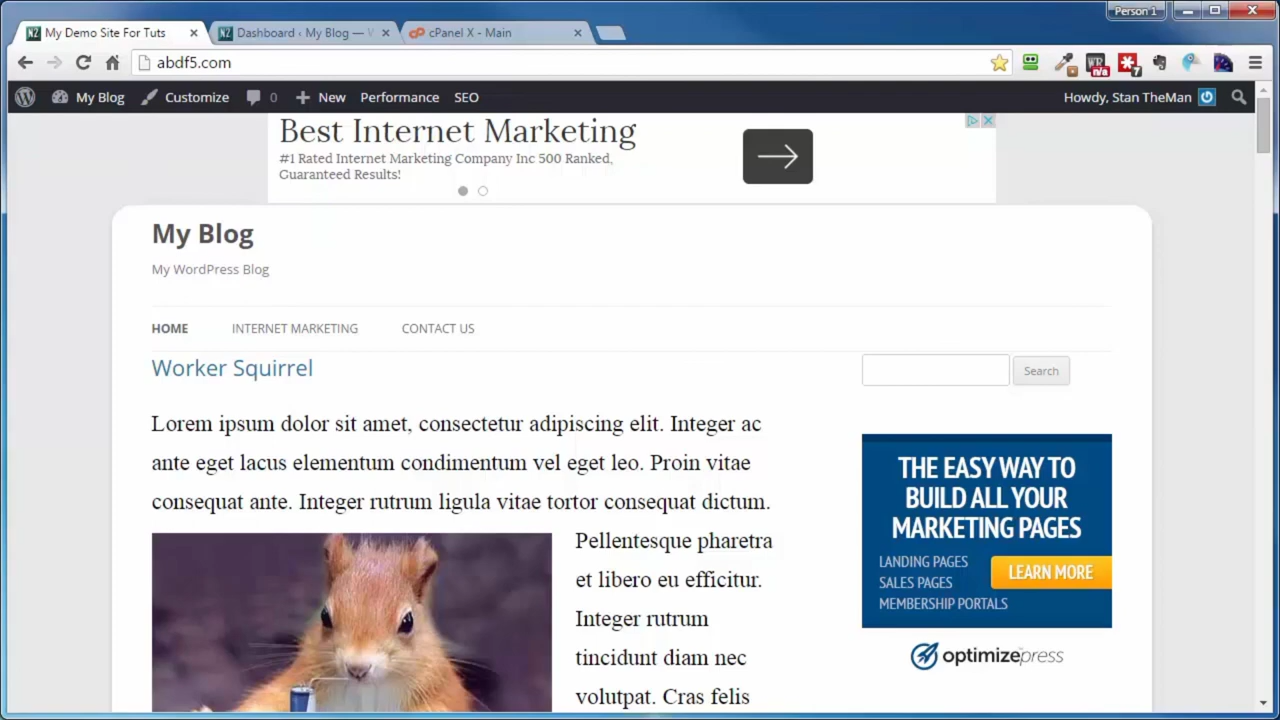 Person 1
My Demo Site For Tuts
Dashboard ‹ My Blog —
cPanel X - Main
abdf5.com
n/a
7
My Blog
Customize
0
New
Performance
SEO
Howdy, Stan TheMan
Best Internet Marketing
#1 Rated Internet Marketing Company Inc 500 Ranked,
Guaranteed Results!
My Blog
My WordPress Blog
HOME
INTERNET MARKETING
CONTACT US
Worker Squirrel
Search
Lorem ipsum dolor sit amet, consectetur adipiscing elit. Integer ac
ante eget lacus elementum condimentum vel eget leo. Proin vitae
consequat ante. Integer rutrum ligula vitae tortor consequat dictum.
Pellentesque pharetra
et libero eu efficitur.
Integer rutrum
tincidunt diam nec
volutpat. Cras felis
THE EASY WAY TO
BUILD ALL YOUR
MARKETING PAGES
LANDING PAGES
SALES PAGES
MEMBERSHIP PORTALS
LEARN MORE
optimizepress